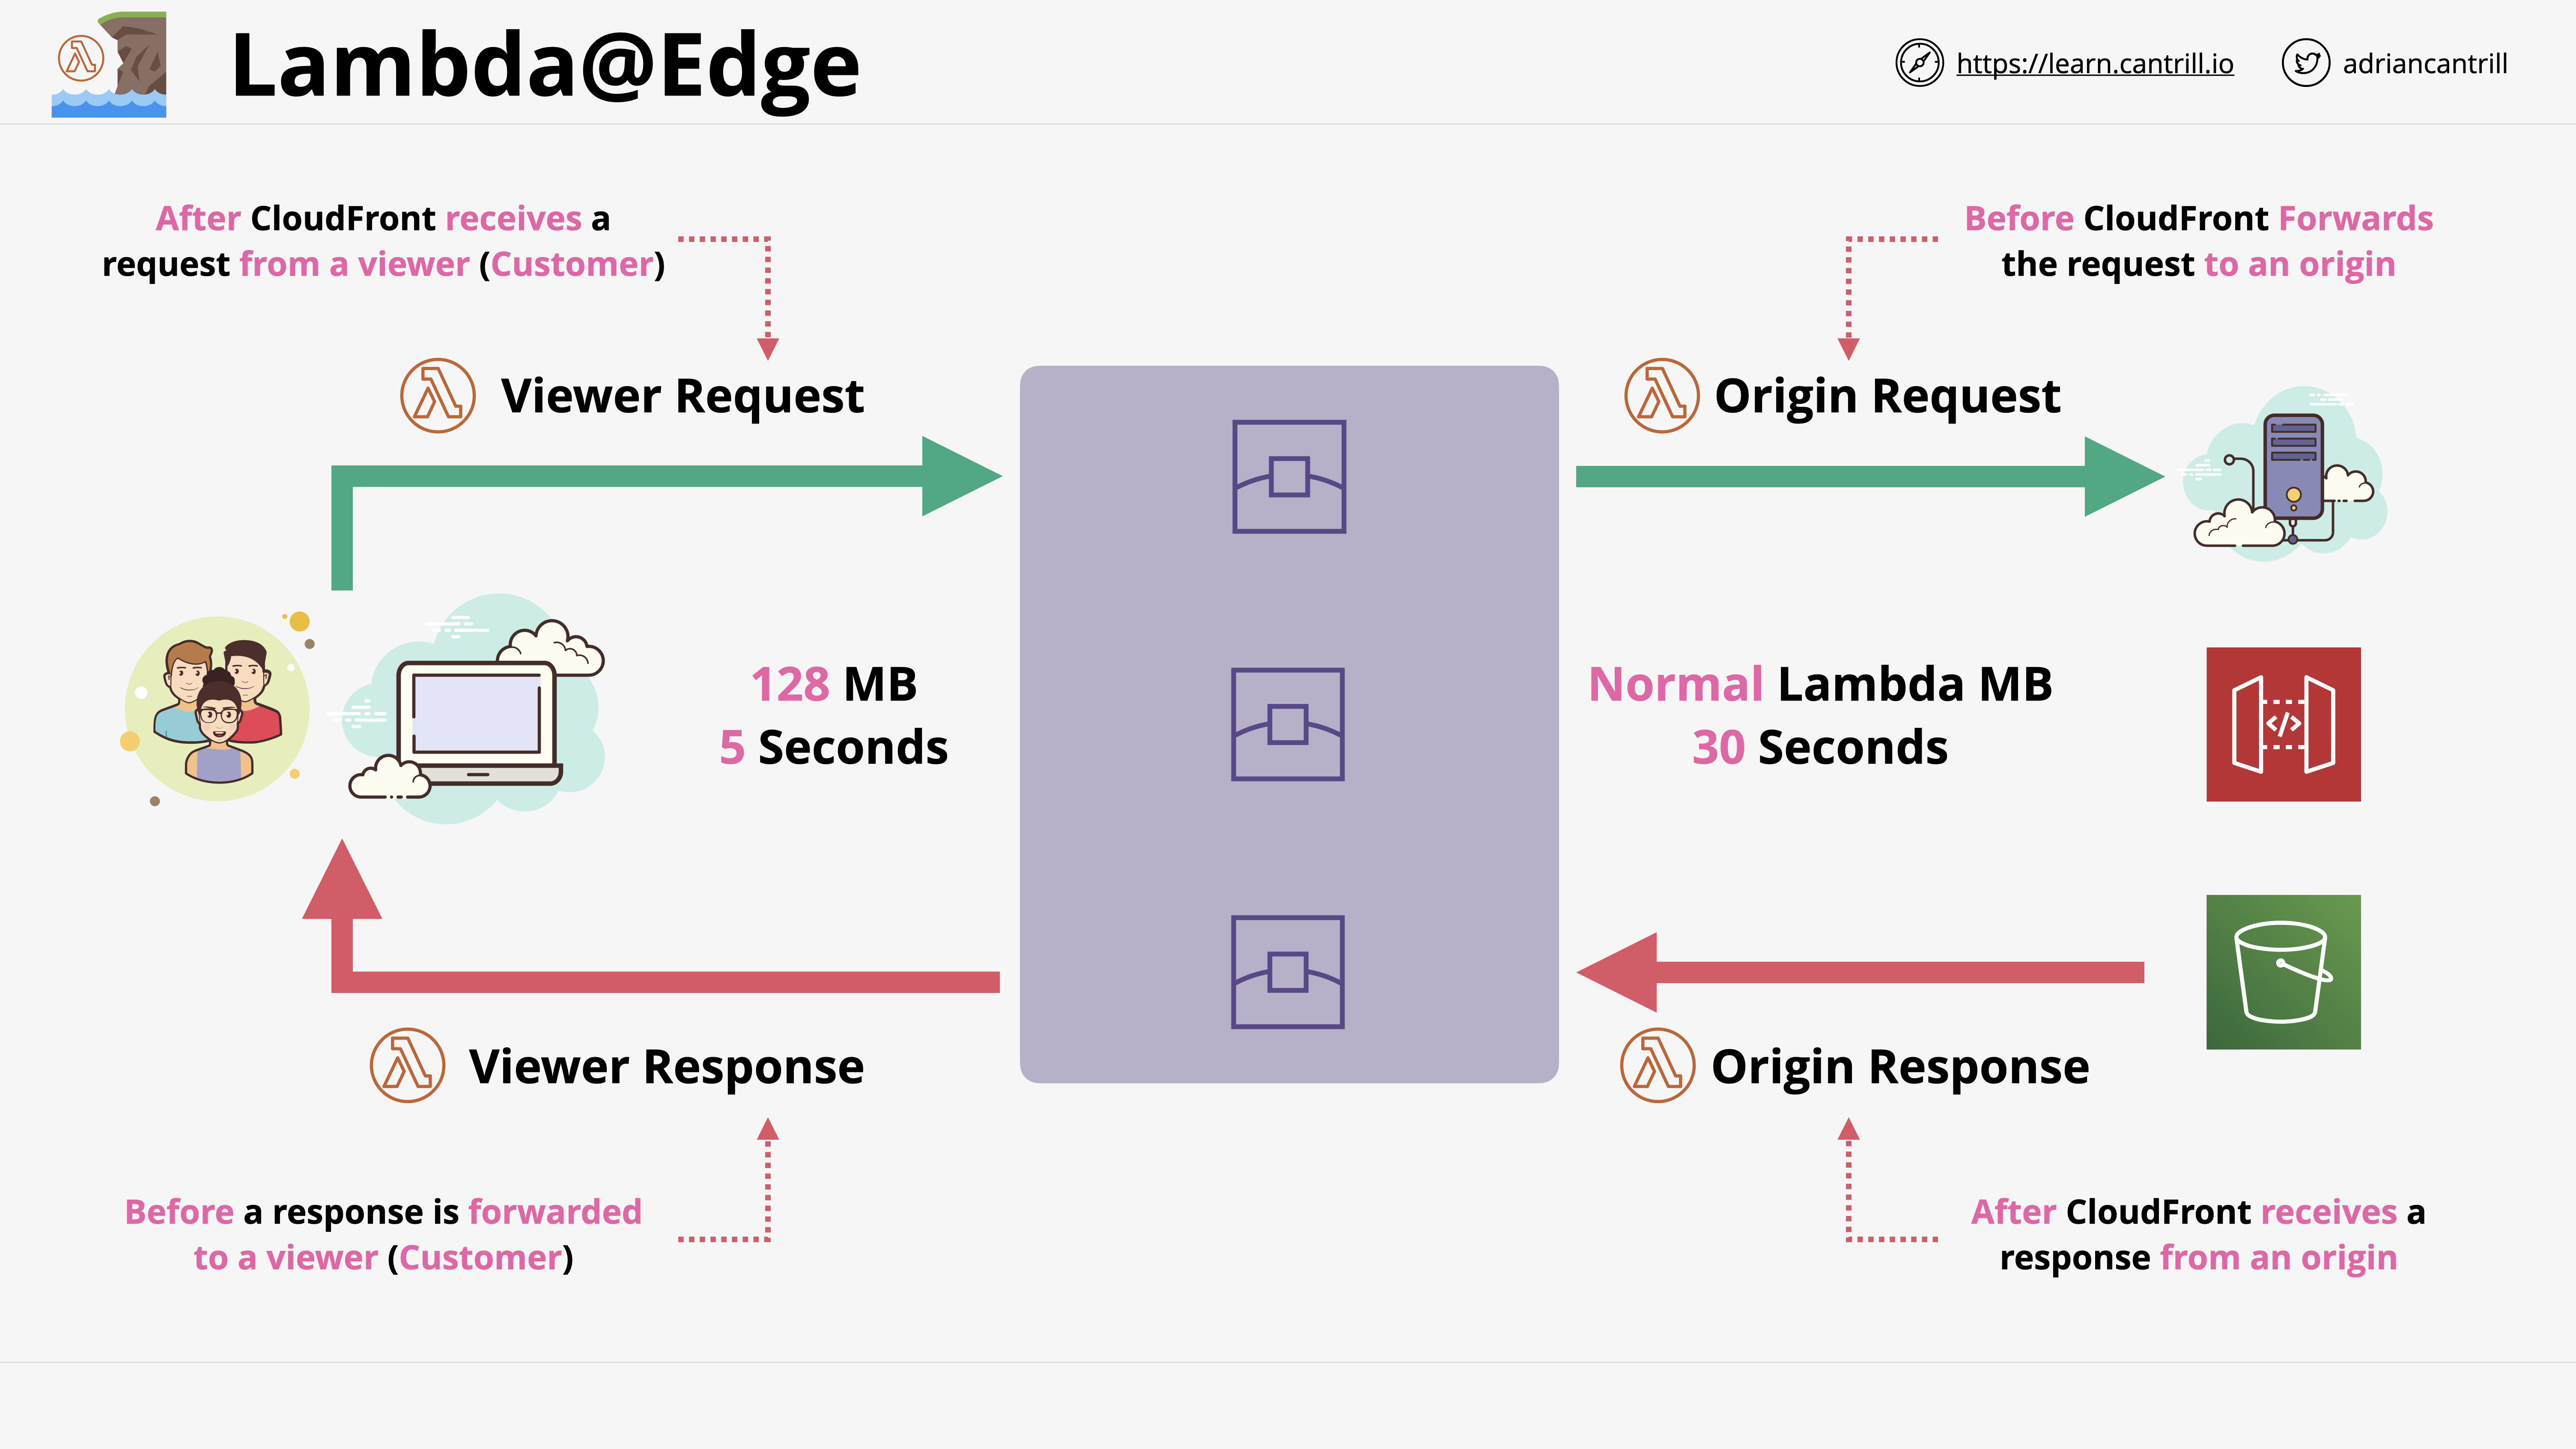 Lambda@Edge
https://learn.cantrill.io
adriancantrill
After CloudFront receives a
request from a viewer (Customer)
Before CloudFront Forwards
the request to an origin
Viewer Request
Origin Request
128 MB
5 Seconds
Normal Lambda MB
30 Seconds
</>
Viewer Response
Origin Response
Before a response is forwarded
to a viewer (Customer)
After CloudFront receives a
response from an origin